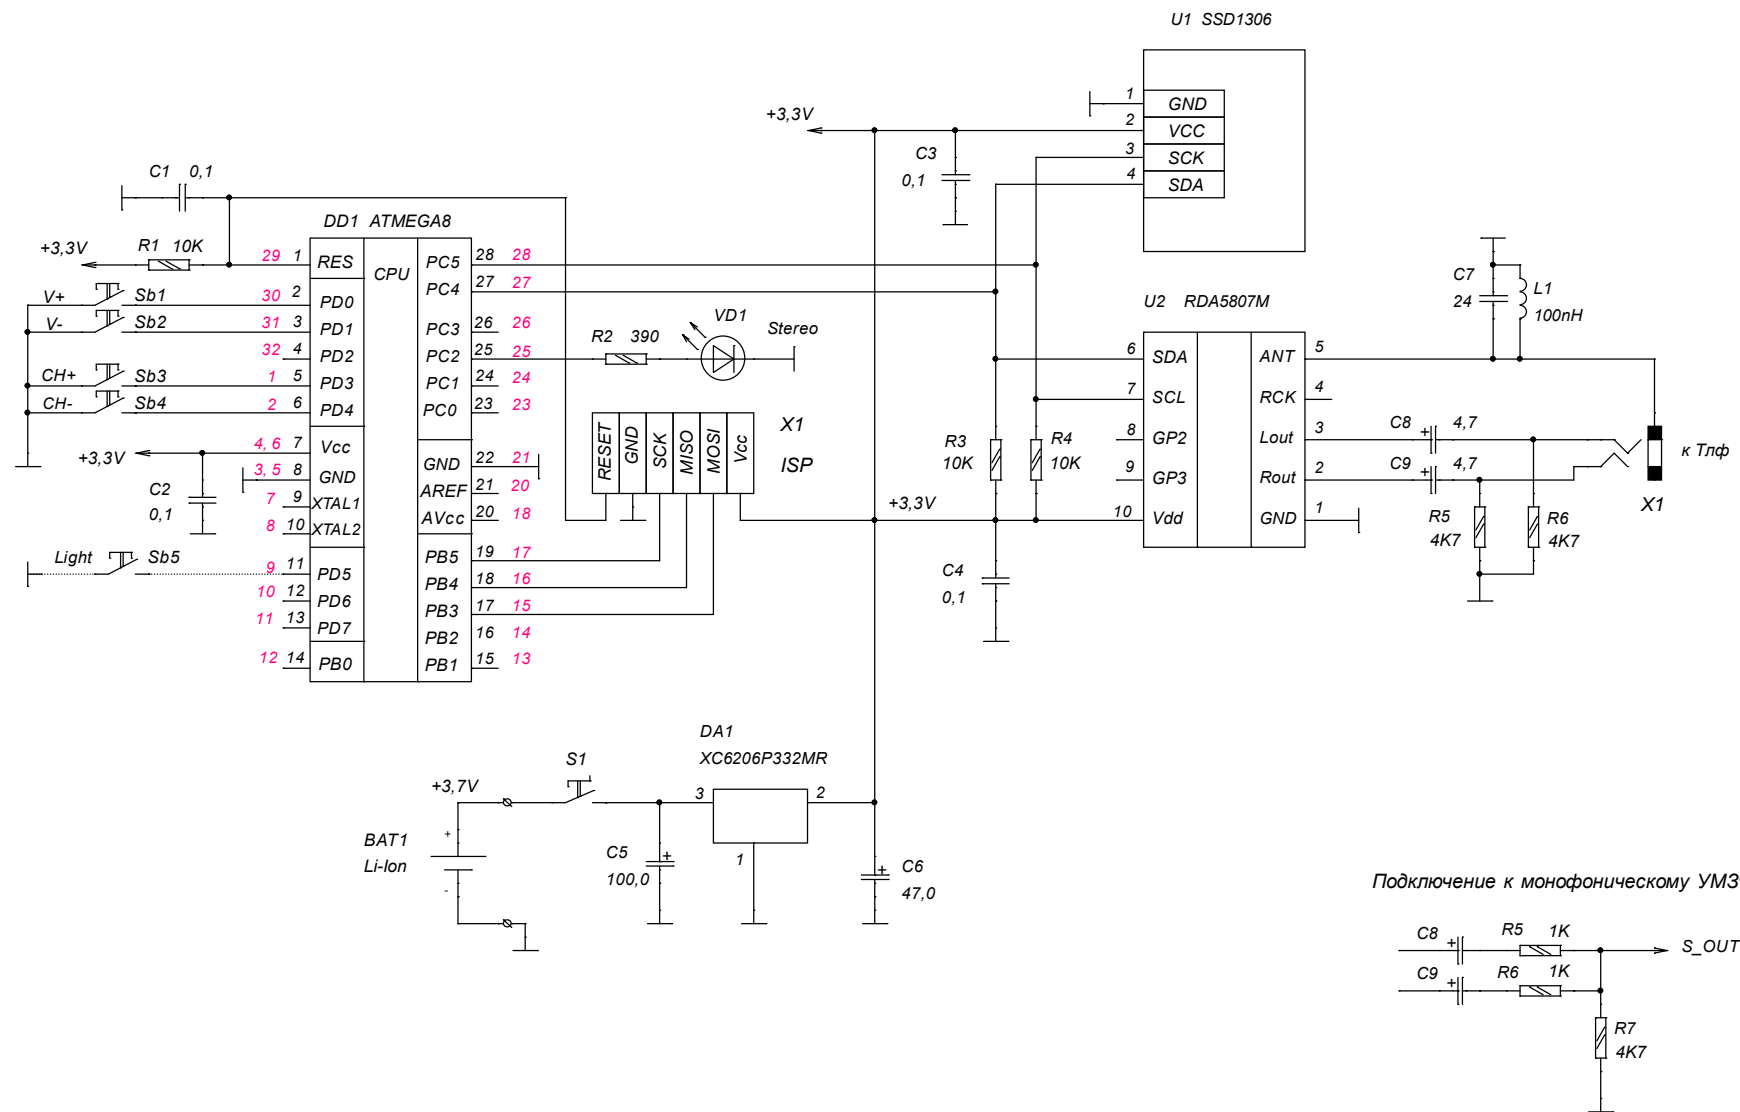 U1 SSD1306
1 GND
+3,3V 2 VCC
C3 3 SCK
0,1 4 SDA
C1 0,1
DD1 ATMEGA8
+3,3V R1 10K 29 1 RES CPU PC5 28 28
PC4 27 27
V+ Sb1 30 2 PD0
V- Sb2 31 3 PD1 PC3 26 26
32 4 PD2 PC2 25 25
R2 390 VD1 Stereo
CH+ Sb3 1 5 PD3 PC1 24 24
CH- Sb4 2 6 PD4 PC0 23 23
+3,3V 4, 6 7 Vcc
3, 5 8 GND GND 22 21
C2 0,1
7 9 XTAL1 AREF 21 20
8 10 XTAL2 AVcc 20 18
Light Sb5 9 11 PD5 PB5 19 17
10 12 PD6 PB4 18 16
11 13 PD7 PB3 17 15
PB2 16 14
12 14 PB0 PB1 15 13
RESET GND SCK MISO MOSI Vcc
X1
ISP
U2 RDA5807M
6 SDA ANT 5
7 SCL RCK 4
8 GP2 Lout 3
9 GP3 Rout 2
10 Vdd GND 1
R3
10K
R4
10K
+3,3V
C4
0,1
C7
24
L1
100nH
C8 4,7
C9 4,7
R5
4K7
R6
4K7
к Тлф
X1
DA1
XC6206P332MR
S1
+3,7V
3 2
1
+
BAT1
Li-Ion
-
C5 +
100,0
+ C6
47,0
Подключение к монофоническому УМЗ
C8 + R5 1K
S_OUT
C9 + R6 1K
R7
4K7